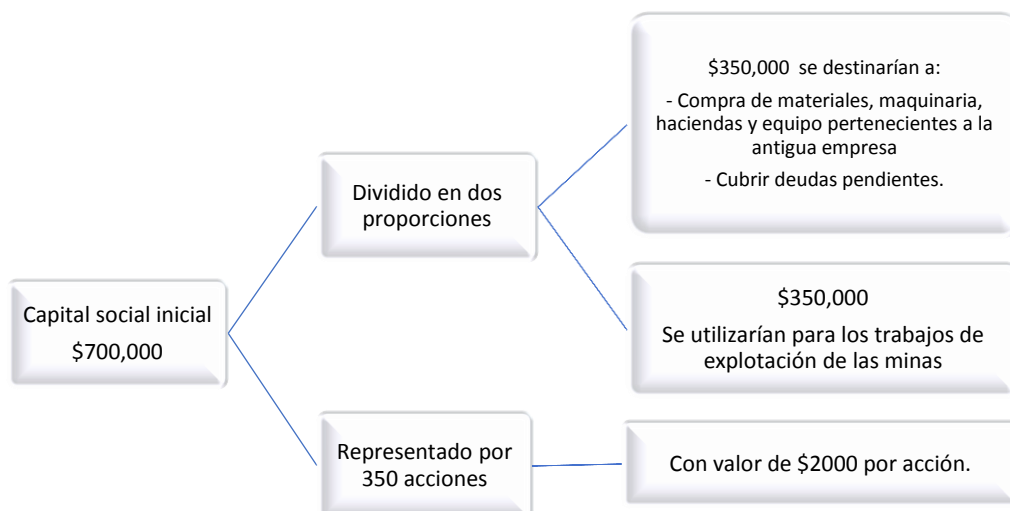 Capital social inicial
$700,000
Dividido en dos
proporciones
$350,000 se destinarían a:
- Compra de materiales, maquinaria,
haciendas y equipo pertenecientes a la
antigua empresa
- Cubrir deudas pendientes.
$350,000
Se utilizarían para los trabajos de
explotación de las minas
Representado por
350 acciones
Con valor de $2000 por acción.